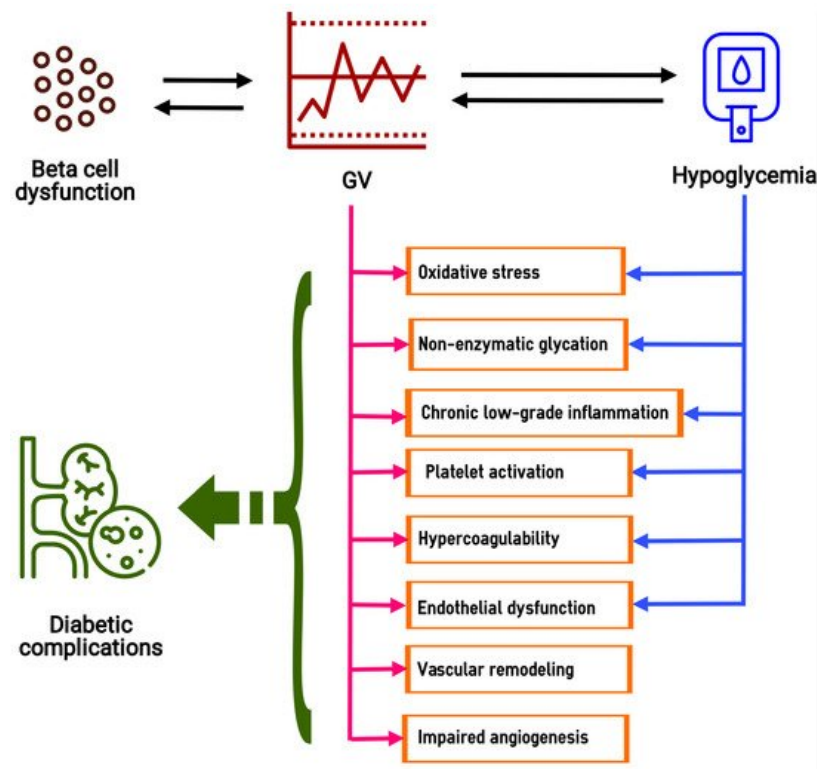 Beta cell
dysfunction
GV
Hypoglycemia
Oxidative stress
Non-enzymatic glycation
Chronic low-grade inflammation
Platelet activation
Hypercoagulability
Endothelial dysfunction
Vascular remodeling
Impaired angiogenesis
Diabetic
complications